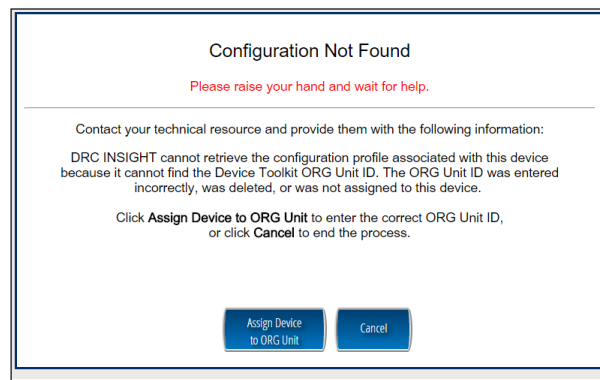 Configuration Not Found
Please raise your hand and wait for help.
Contact your technical resource and provide them with the following information:
DRC INSIGHT cannot retrieve the configuration profile associated with this device
because it cannot find the Device Toolkit ORG Unit ID. The ORG Unit ID was entered
incorrectly, was deleted, or was not assigned to this device.
Click Assign Device to ORG Unit to enter the correct ORG Unit ID,
or click Cancel to end the process.
Assign Device
to ORG Unit
Cancel